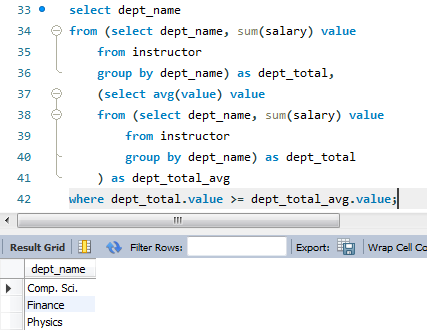 33 select dept_name
34 from (select dept_name, sum(salary) value
35 from instructor
36 group by dept_name) as dept_total,
37 (select avg(value) value
38 from (select dept_name, sum(salary) value
39 from instructor
40 group by dept_name) as dept_total
41 ) as dept_total_avg
42 where dept_total.value >= dept_total_avg.value;
Result Grid Filter Rows: Export: Wrap Cell Co
dept_name
Comp. Sci.
Finance
Physics